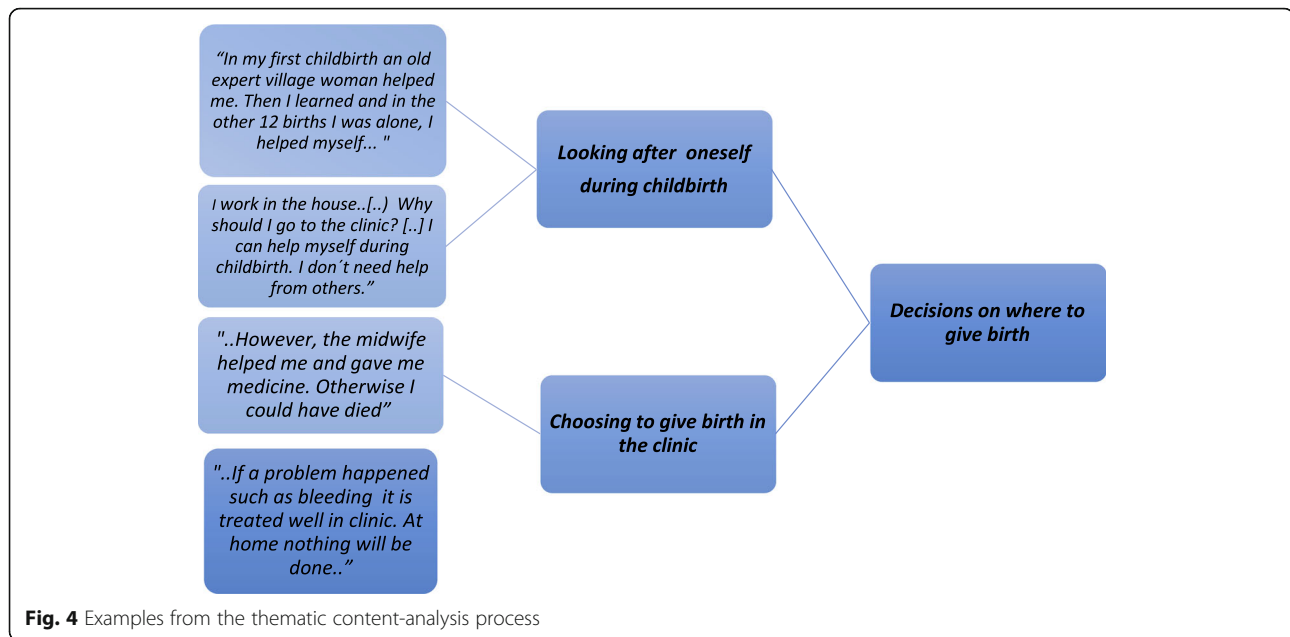 “In my first childbirth an old
expert village woman helped
me. Then I learned and in the
other 12 births I was alone, I
helped myself... "
I work in the house..[..) Why
should I go to the clinic? [..] I
can help myself during
childbirth. I don´t need help
from others.”
"..However, the midwife
helped me and gave me
medicine. Otherwise I
could have died”
"..If a problem happened
such as bleeding it is
treated well in clinic. At
home nothing will be
done..”
Looking after oneself
during childbirth
Choosing to give birth in
the clinic
Decisions on where to
give birth
Fig. 4 Examples from the thematic content-analysis process